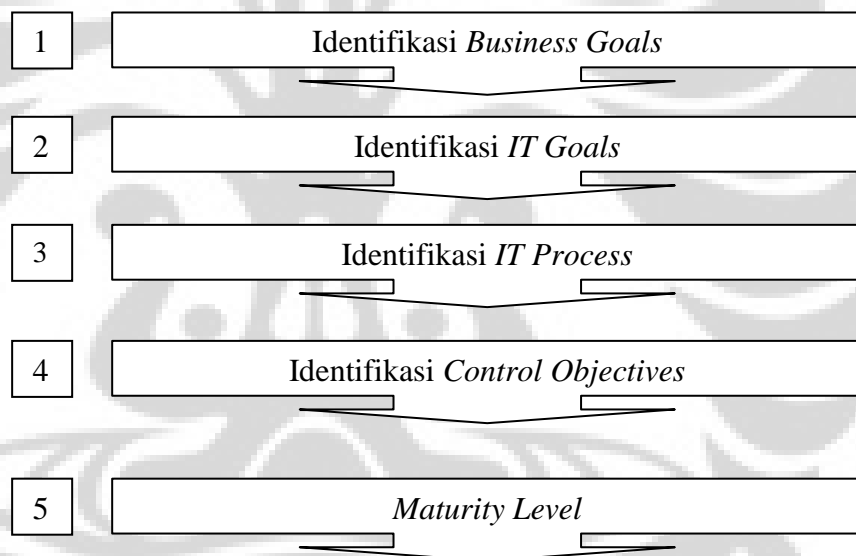 1 Identifikasi Business Goals
2 Identifikasi IT Goals
3 Identifikasi IT Process
4 Identifikasi Control Objectives
5 Maturity Level